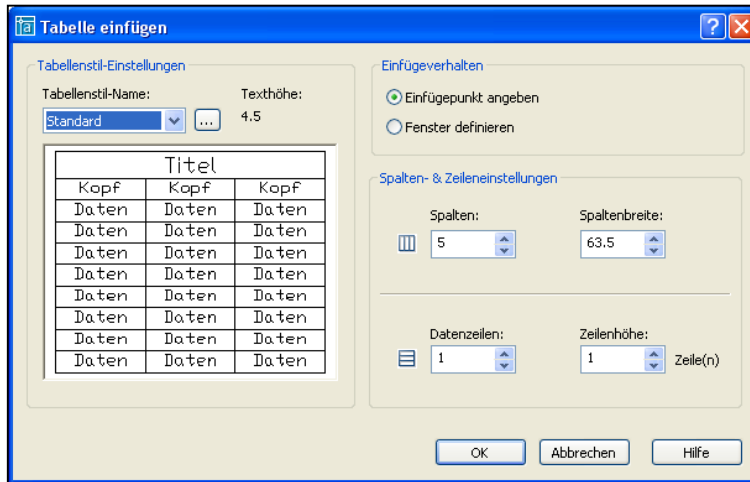 Tabelle einfügen
Tabellenstil-Einstellungen
Tabellenstil-Name:
Texthöhe:
Standard
...
4.5
Titel
Kopf Kopf Kopf
Daten Daten Daten
Daten Daten Daten
Daten Daten Daten
Daten Daten Daten
Daten Daten Daten
Daten Daten Daten
Daten Daten Daten
Daten Daten Daten
Einfügeverhalten
Einfügepunkt angeben
Fenster definieren
Spalten- & Zeileneinstellungen
Spalten: Spaltenbreite:
5 63.5
Datenzeilen: Zeilenhöhe:
1 1 Zeile(n)
OK Abbrechen Hilfe